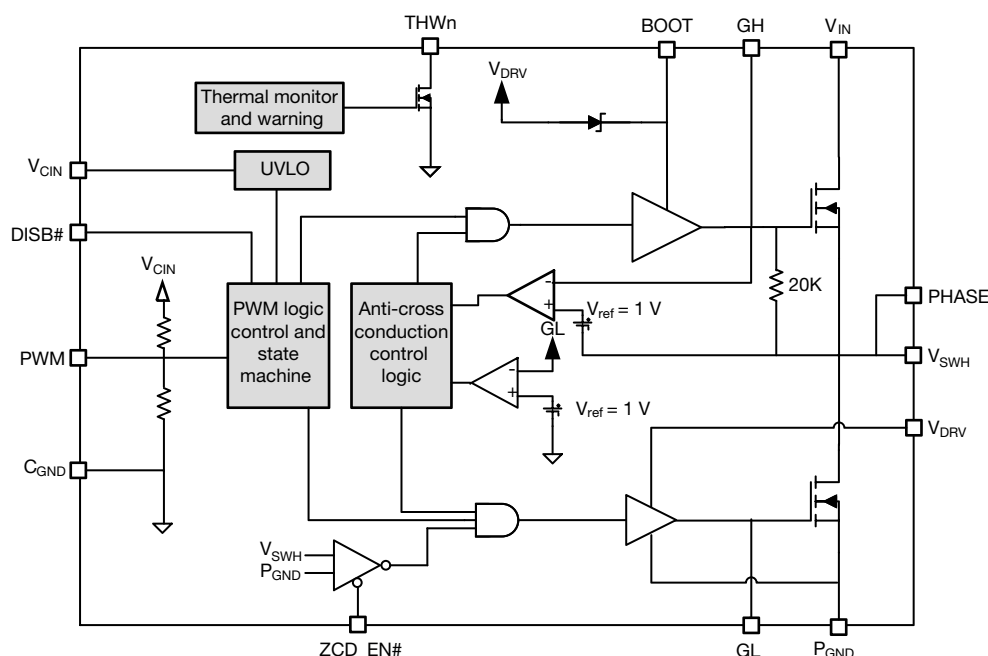 THWn
BOOT
GH
VIN
VDRV
Thermal monitor
and warning
VCIN
UVLO
DISB#
VCIN
PWM logic
control and
state
machine
Anti-cross
conduction
control
logic
-
+
Vref = 1 V
20K
PHASE
GL
PWM
VSWH
-
+
Vref = 1 V
VDRV
CGND
VSWH
PGND
ZCD_EN#
GL
PGND